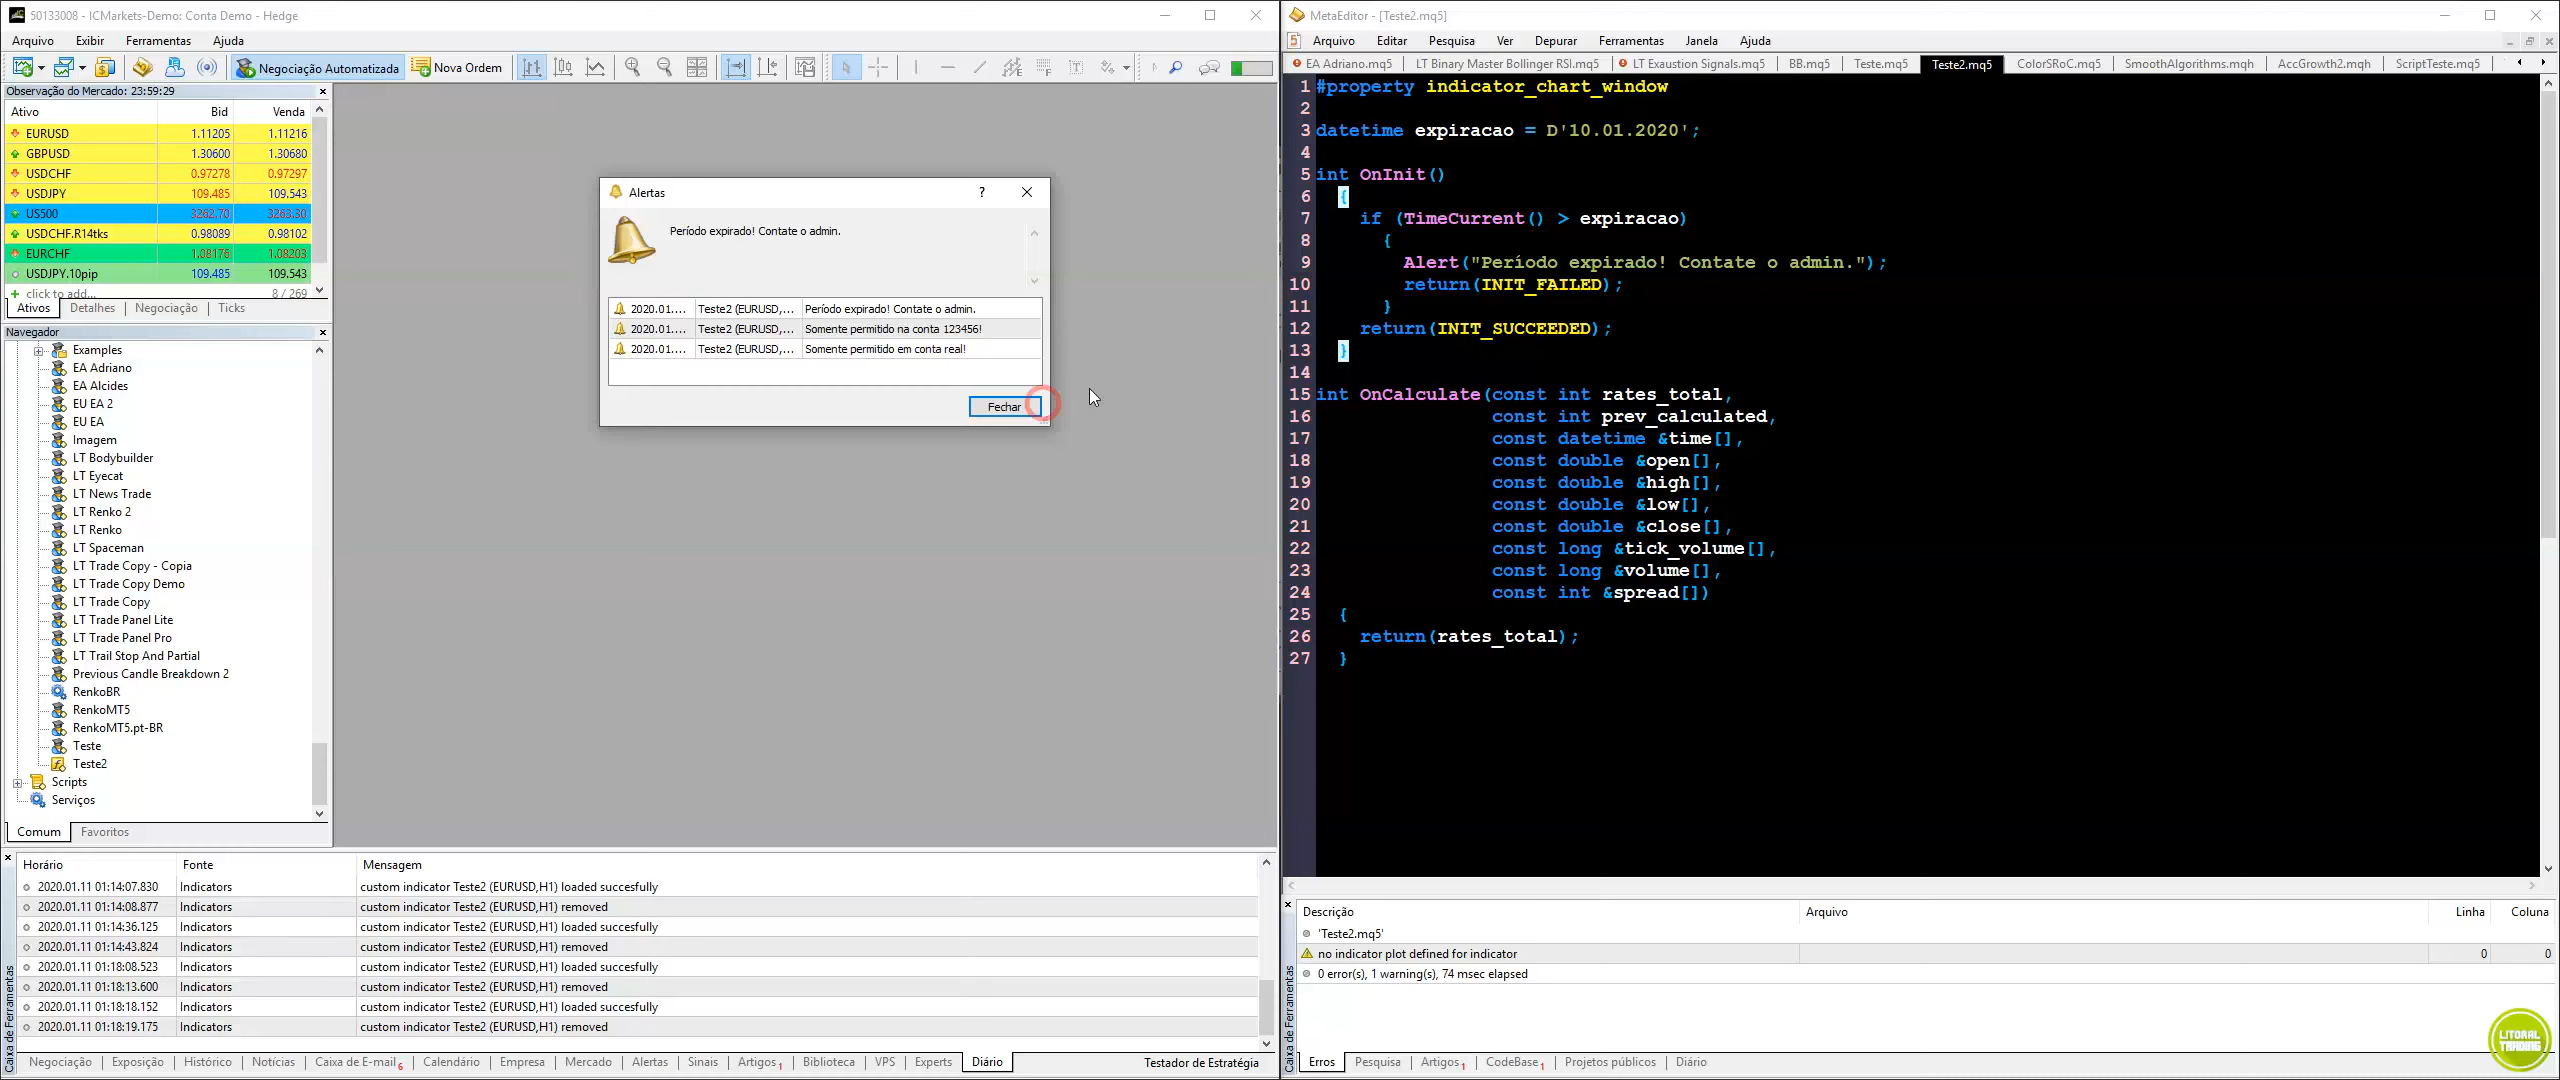 50133008 - ICMarkets-Demo: Conta Demo - Hedge
Arquivo Exibir Ferramentas Ajuda
Negociação Automatizada Nova Ordem
Observação do Mercado: 23:59:29
Ativo Bid Venda
EURUSD 1.11205 1.11216
GBPUSD 1.30600 1.30680
USDCHF 0.97278 0.97297
USDJPY 109.485 109.543
US500 3262.70 3263.30
USDCHF.R14tks 0.98089 0.98102
EURCHF 1.08176 1.08203
USDJPY.10pip 109.485 109.543
click to add... 8 / 269
Ativos Detalhes Negociação Ticks
Navegador
Examples
EA Adriano
EA Alcides
EU EA 2
EU EA
Imagem
LT Bodybuilder
LT Eyecat
LT News Trade
LT Renko 2
LT Renko
LT Spaceman
LT Trade Copy - Copia
LT Trade Copy Demo
LT Trade Copy
LT Trade Panel Lite
LT Trade Panel Pro
LT Trail Stop And Partial
Previous Candle Breakdown 2
RenkoBR
RenkoMT5
RenkoMT5.pt-BR
Teste
Teste2
Scripts
Serviços
Comum Favoritos
Alertas ?
Período expirado! Contate o admin.
2020.01.... Teste2 (EURUSD,... Período expirado! Contate o admin.
2020.01.... Teste2 (EURUSD,... Somente permitido na conta 123456!
2020.01.... Teste2 (EURUSD,... Somente permitido em conta real!
Fechar
Caixa de Ferramentas
Horário Fonte Mensagem
2020.01.11 01:14:07.830 Indicators custom indicator Teste2 (EURUSD,H1) loaded succesfully
2020.01.11 01:14:08.877 Indicators custom indicator Teste2 (EURUSD,H1) removed
2020.01.11 01:14:36.125 Indicators custom indicator Teste2 (EURUSD,H1) loaded succesfully
2020.01.11 01:14:43.824 Indicators custom indicator Teste2 (EURUSD,H1) removed
2020.01.11 01:18:08.523 Indicators custom indicator Teste2 (EURUSD,H1) loaded succesfully
2020.01.11 01:18:13.600 Indicators custom indicator Teste2 (EURUSD,H1) removed
2020.01.11 01:18:18.152 Indicators custom indicator Teste2 (EURUSD,H1) loaded succesfully
2020.01.11 01:18:19.175 Indicators custom indicator Teste2 (EURUSD,H1) removed
Negociação Exposição Histórico Notícias Caixa de E-mail 6 Calendário Empresa Mercado Alertas Sinais Artigos 1 Biblioteca VPS Experts Diário Testador de Estratégia
MetaEditor - [Teste2.mq5]
Arquivo Editar Pesquisa Ver Depurar Ferramentas Janela Ajuda
EA Adriano.mq5 LT Binary Master Bollinger RSI.mq5 LT Exaustion Signals.mq5 BB.mq5 Teste.mq5 Teste2.mq5 ColorSRoC.mq5 SmoothAlgorithms.mqh AccGrowth2.mqh ScriptTeste.mq5
1 #property indicator_chart_window
2
3 datetime expiracao = D'10.01.2020';
4
5 int OnInit()
6 {
7 if (TimeCurrent() > expiracao)
8 {
9 Alert("Período expirado! Contate o admin.");
10 return(INIT_FAILED);
11 }
12 return(INIT_SUCCEEDED);
13 }
14
15 int OnCalculate(const int rates_total,
16 const int prev_calculated,
17 const datetime &time[],
18 const double &open[],
19 const double &high[],
20 const double &low[],
21 const double &close[],
22 const long &tick_volume[],
23 const long &volume[],
24 const int &spread[])
25 {
26 return(rates_total);
27 }
Caixa de Ferramentas
Descrição Arquivo Linha Coluna
'Teste2.mq5'
no indicator plot defined for indicator 0 0
0 error(s), 1 warning(s), 74 msec elapsed
Erros Pesquisa Artigos 1 CodeBase 1 Projetos públicos Diário
LITORAL
TRADING